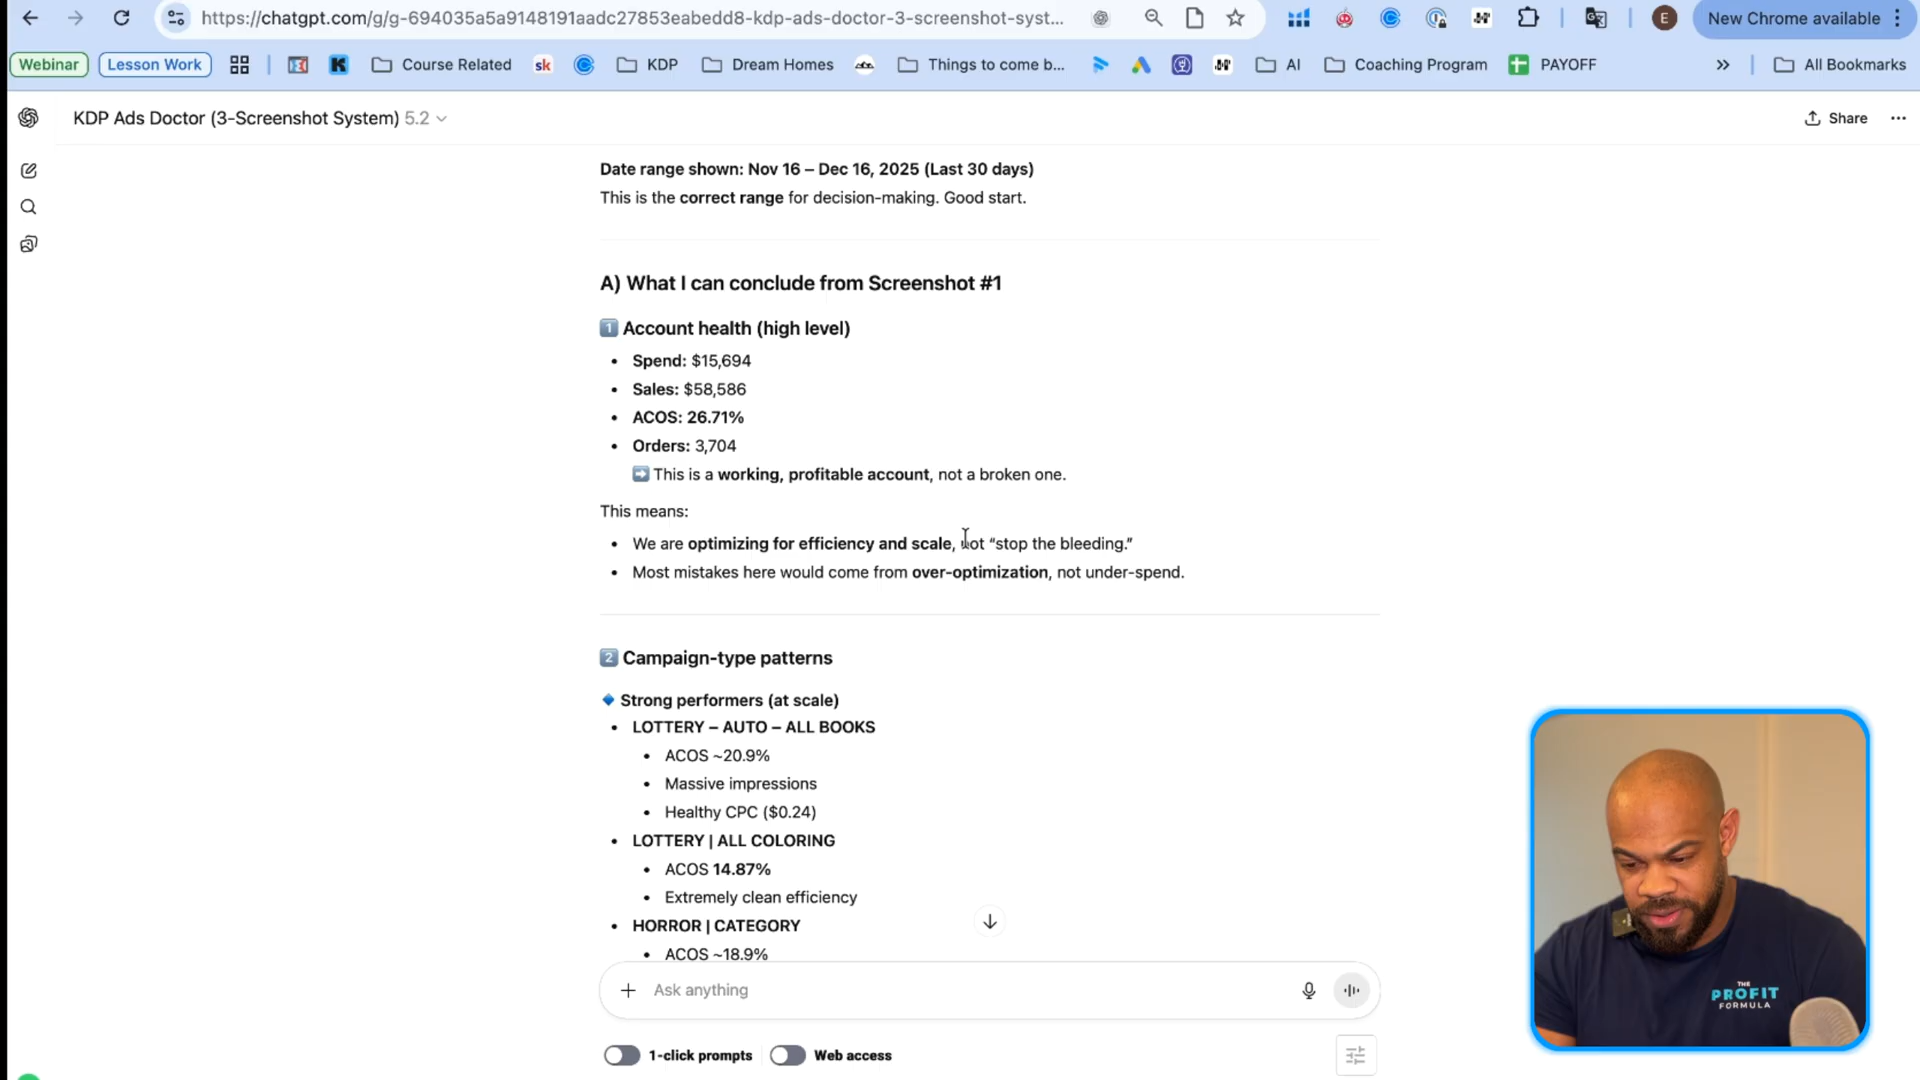 https://chatgpt.com/g/g-694035a5a9148191aadc27853eabedd8-kdp-ads-doctor-3-screenshot-syst...
E
New Chrome available
Webinar
Lesson Work
K
Course Related
sk
KDP
Dream Homes
Things to come b...
AI
Coaching Program
PAYOFF
»
All Bookmarks
KDP Ads Doctor (3-Screenshot System) 5.2
Share
Date range shown: Nov 16 – Dec 16, 2025 (Last 30 days)
This is the correct range for decision-making. Good start.
A) What I can conclude from Screenshot #1
1 Account health (high level)
• Spend: $15,694
• Sales: $58,586
• ACOS: 26.71%
• Orders: 3,704
➡ This is a working, profitable account, not a broken one.
This means:
• We are optimizing for efficiency and scale, not “stop the bleeding.”
• Most mistakes here would come from over-optimization, not under-spend.
2 Campaign-type patterns
Strong performers (at scale)
• LOTTERY – AUTO – ALL BOOKS
• ACOS ~20.9%
• Massive impressions
• Healthy CPC ($0.24)
• LOTTERY | ALL COLORING
• ACOS 14.87%
• Extremely clean efficiency
• HORROR | CATEGORY
• ACOS ~18.9%
Ask anything
1-click prompts
Web access
THE
PROFIT
FORMULA